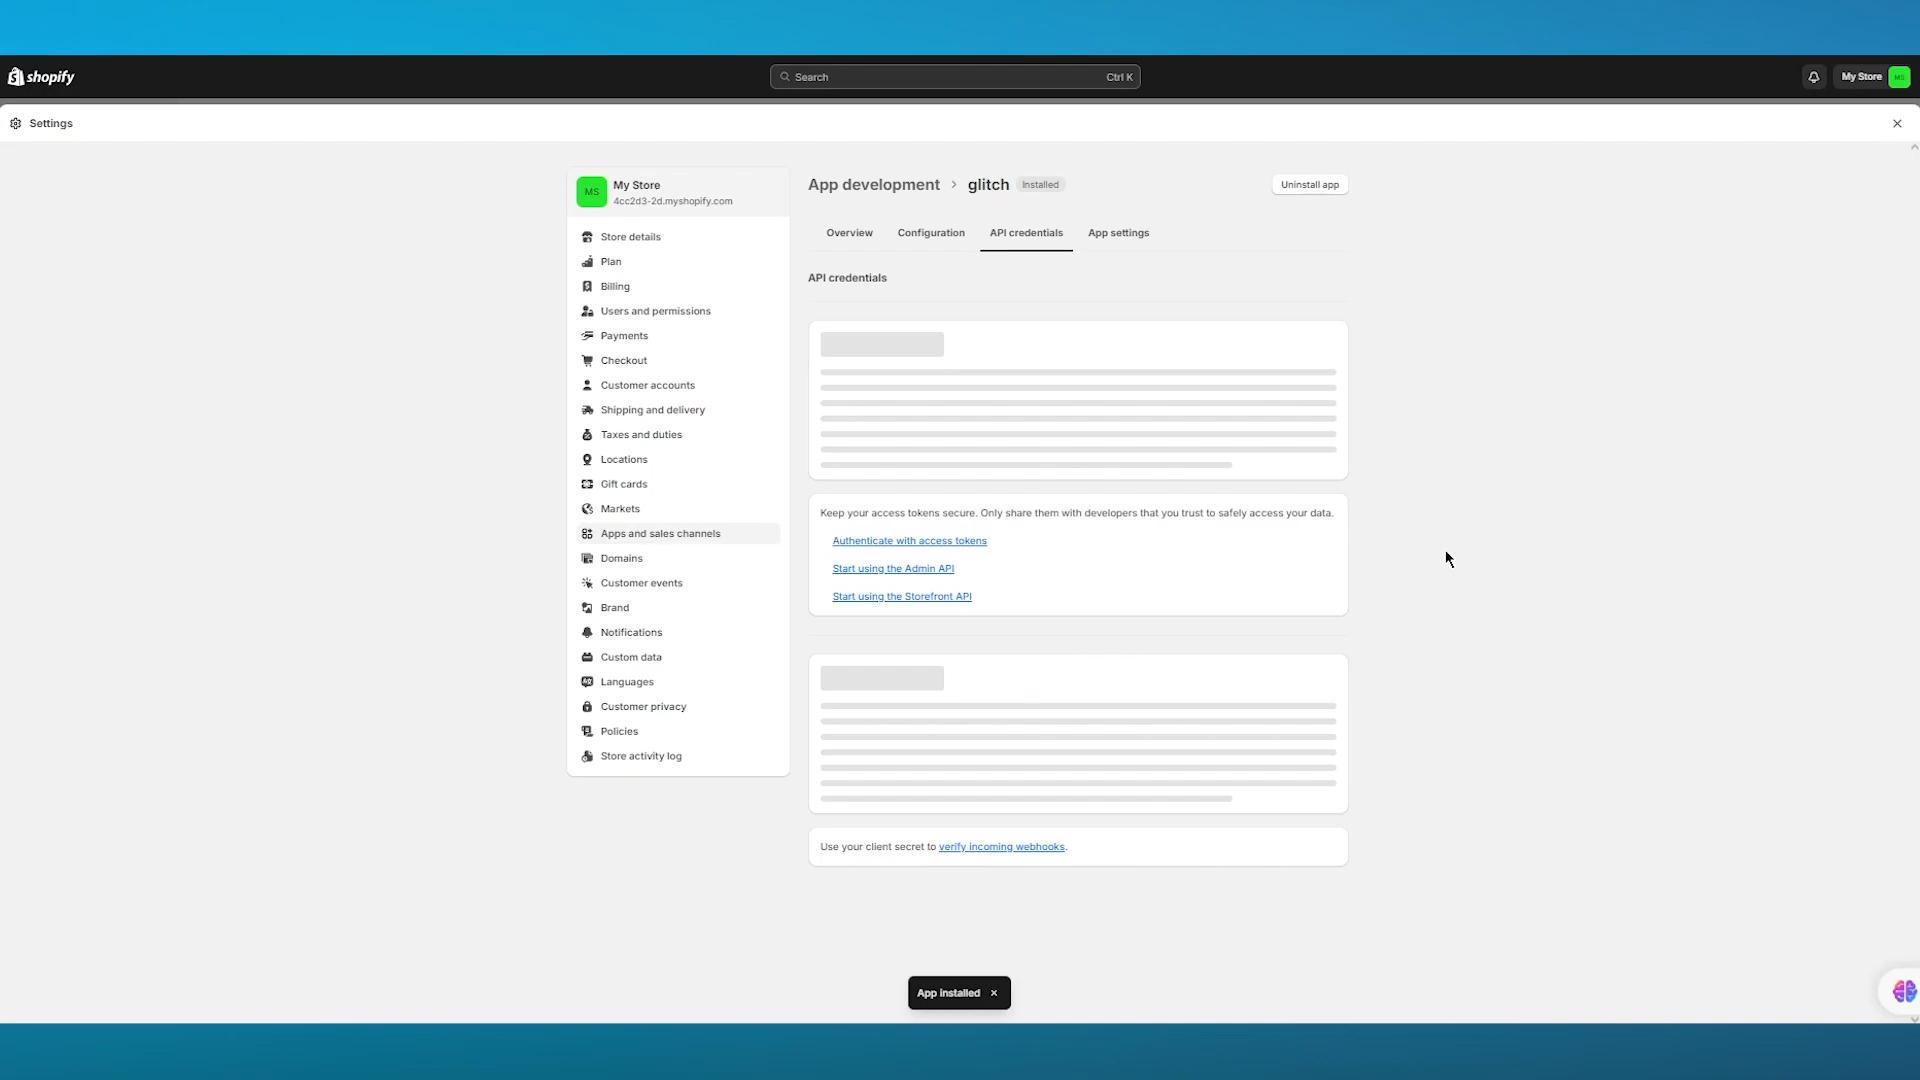 shopify
Search
Ctrl K
My Store
MS
Settings
MS
My Store
4cc2d3-2d.myshopify.com
Store details
Plan
Billing
Users and permissions
Payments
Checkout
Customer accounts
Shipping and delivery
Taxes and duties
Locations
Gift cards
Markets
Apps and sales channels
Domains
Customer events
Brand
Notifications
Custom data
Languages
Customer privacy
Policies
Store activity log
App development > glitch Installed
Uninstall app
Overview Configuration API credentials App settings
API credentials
Keep your access tokens secure. Only share them with developers that you trust to safely access your data.
Authenticate with access tokens
Start using the Admin API
Start using the Storefront API
Use your client secret to verify incoming webhooks.
App installed